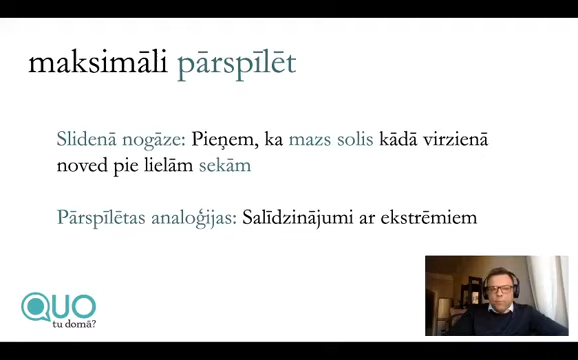 maksimāli pārspīlēt
Slidenā nogāze: Pieņem, ka mazs solis kādā virzienā
noved pie lielām sekām
Pārspīlētas analoģijas: Salīdzinājumi ar ekstrēmiem
QUO
tu domā?